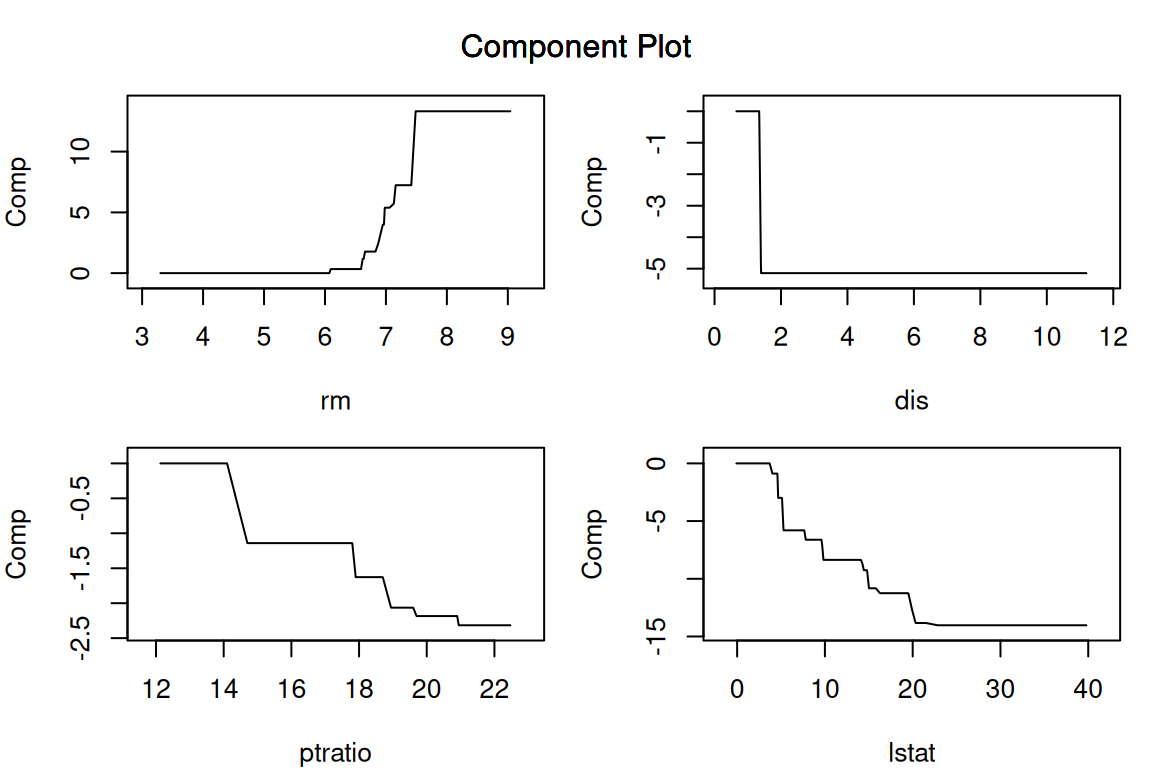 Component Plot
Comp
0 5 10
3 4 5 6 7 8 9
rm
Comp
-5 -3 -1
0 2 4 6 8 10 12
dis
Comp
-2.5 -1.5 -0.5
12 14 16 18 20 22
ptratio
Comp
-15 -5 0
0 10 20 30 40
lstat